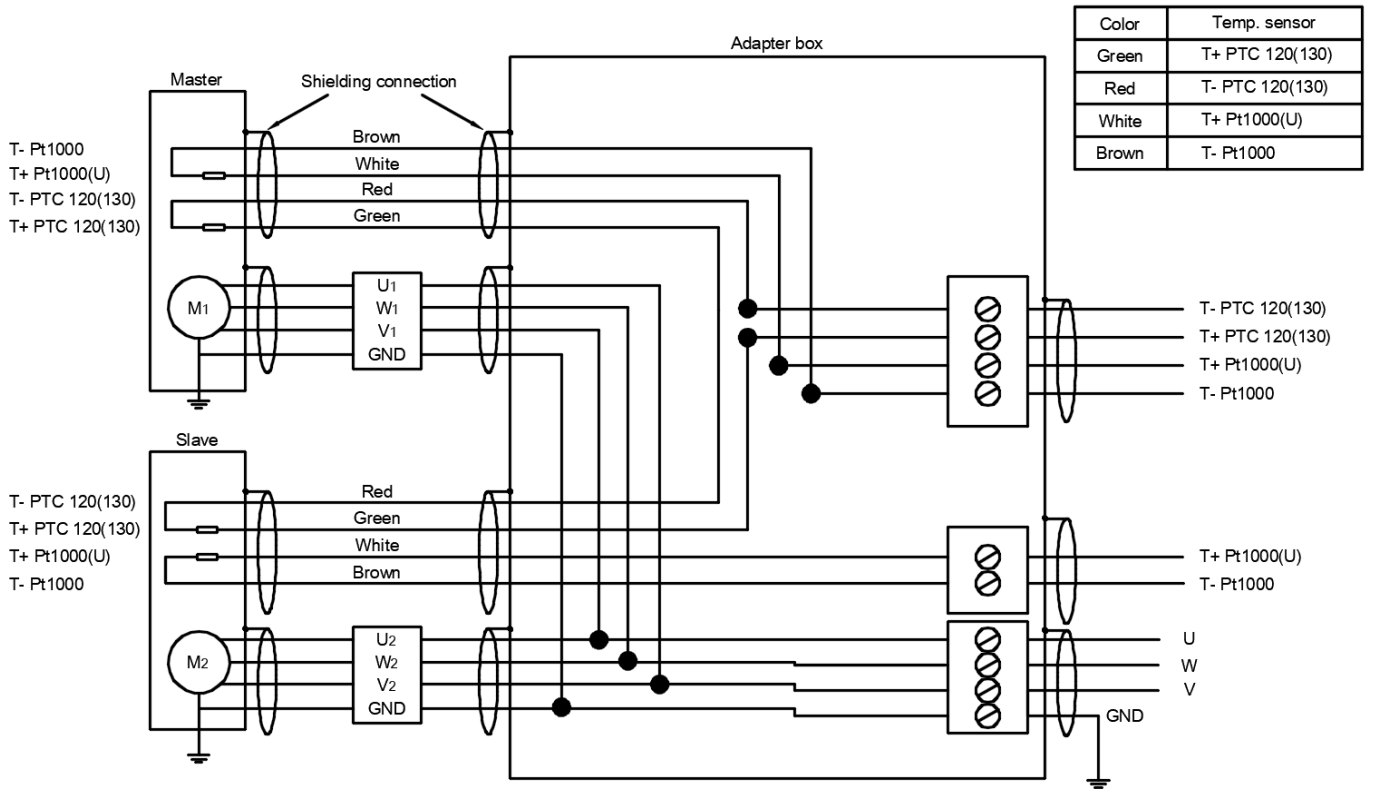 Adapter box
Color Temp. sensor
Green T+ PTC 120(130)
Red T- PTC 120(130)
White T+ Pt1000(U)
Brown T- Pt1000
Master
Shielding connection
T- Pt1000
T+ Pt1000(U)
T- PTC 120(130)
T+ PTC 120(130)
Brown
White
Red
Green
M1
U1
W1
V1
GND
T- PTC 120(130)
T+ PTC 120(130)
T+ Pt1000(U)
T- Pt1000
Slave
T- PTC 120(130)
T+ PTC 120(130)
T+ Pt1000(U)
T- Pt1000
Red
Green
White
Brown
T+ Pt1000(U)
T- Pt1000
M2
U2
W2
V2
GND
U
W
V
GND